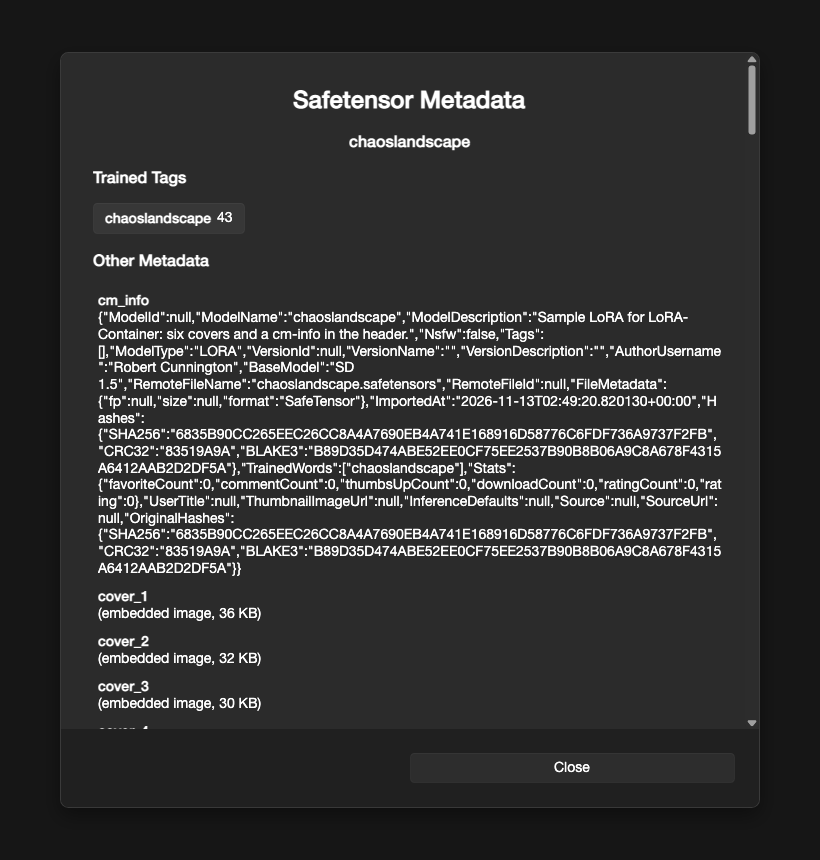 Safetensor Metadata
chaoslandscape
Trained Tags
chaoslandscape 43
Other Metadata
cm_info
{"ModelId":null,"ModelName":"chaoslandscape","ModelDescription":"Sample LoRA for LoRA-
Container: six covers and a cm-info in the header.","Nsfw":false,"Tags":
[],"ModelType":"LORA","VersionId":null,"VersionName":"","VersionDescription":"","AuthorUsername
":"Robert Cunnington","BaseModel":"SD
1.5","RemoteFileName":"chaoslandscape.safetensors","RemoteFileId":null,"FileMetadata":
{"fp":null,"size":null,"format":"SafeTensor"},"ImportedAt":"2026-11-13T02:49:20.820130+00:00","H
ashes":
{"SHA256":"6835B90CC265EEC26CC8A4A7690EB4A741E168916D58776C6FDF736A9737F2FB",
"CRC32":"83519A9A","BLAKE3":"B89D35D474ABE52EE0CF75EE2537B90B8B06A9C8A678F4315
A6412AAB2D2DF5A"},"TrainedWords":["chaoslandscape"],"Stats":
{"favoriteCount":0,"commentCount":0,"thumbsUpCount":0,"downloadCount":0,"ratingCount":0,"rat
ing":0},"UserTitle":null,"ThumbnailImageUrl":null,"InferenceDefaults":null,"Source":null,"SourceUrl":
null,"OriginalHashes":
{"SHA256":"6835B90CC265EEC26CC8A4A7690EB4A741E168916D58776C6FDF736A9737F2FB",
"CRC32":"83519A9A","BLAKE3":"B89D35D474ABE52EE0CF75EE2537B90B8B06A9C8A678F4315
A6412AAB2D2DF5A"}}
cover_1
(embedded image, 36 KB)
cover_2
(embedded image, 32 KB)
cover_3
(embedded image, 30 KB)
Close